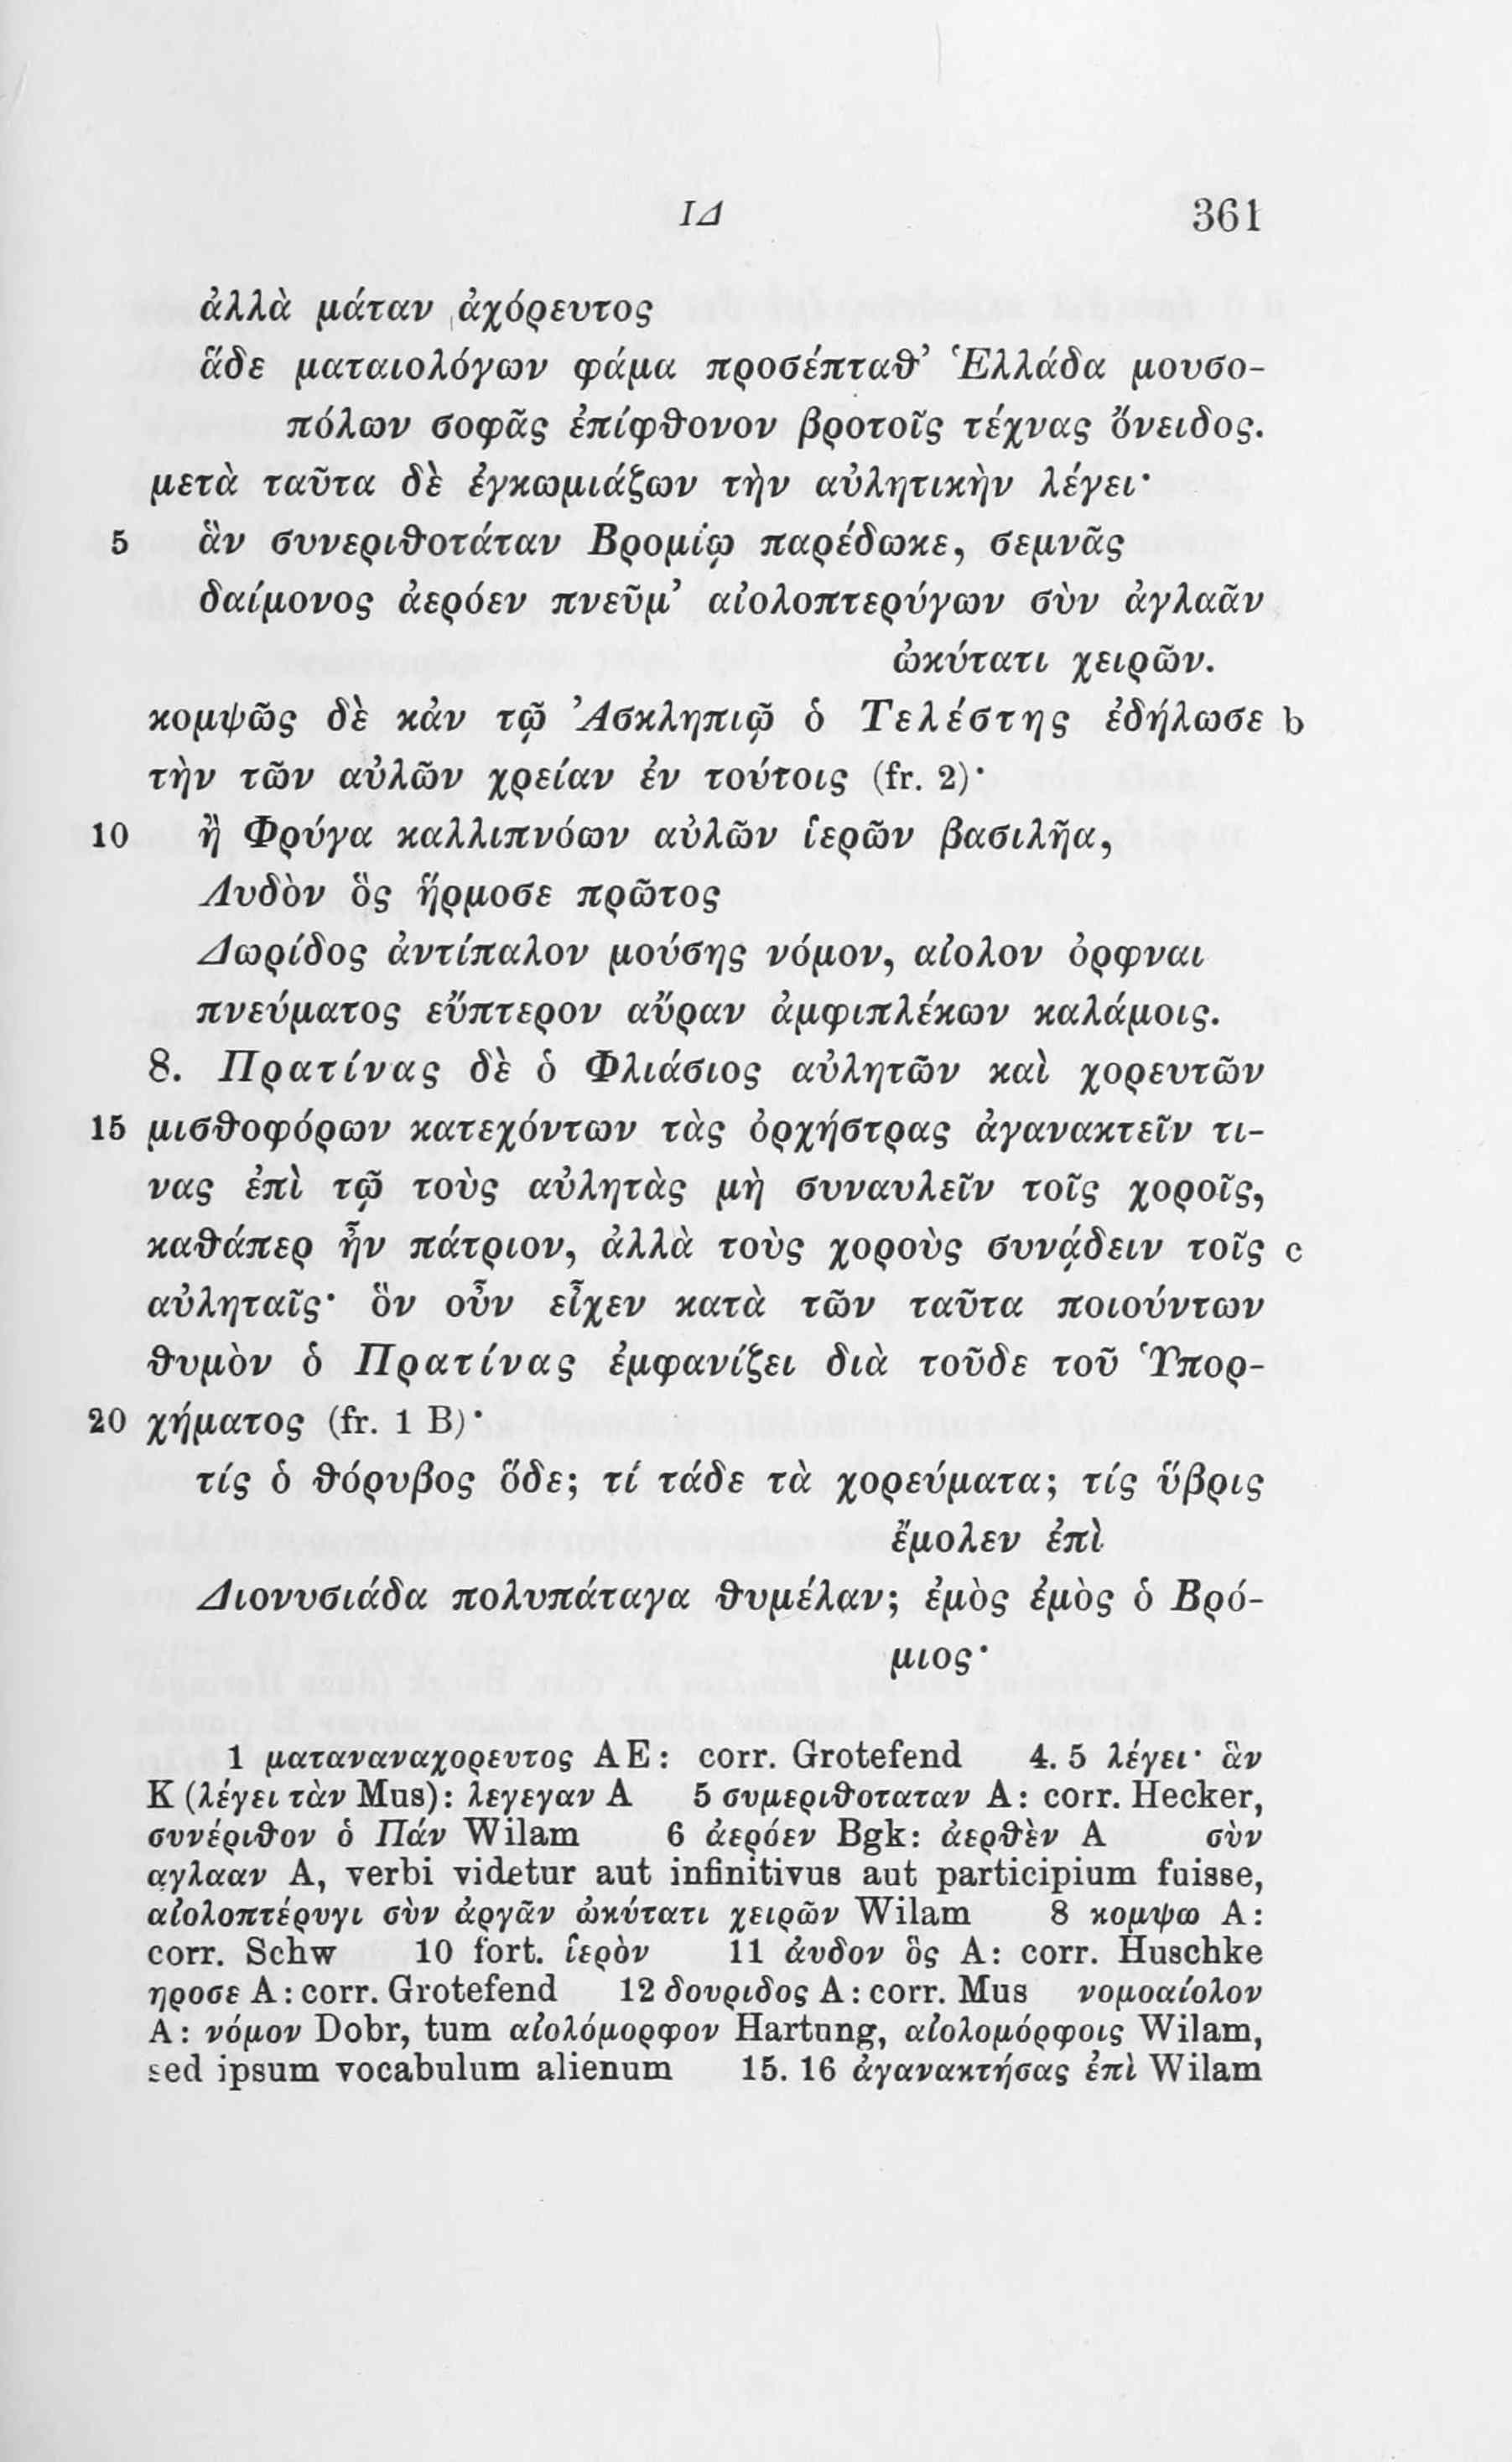 ΙΔ 361
ἀλλὰ μάταν ἀχόρευτος
ἅδε ματαιολόγων φάμα προσέπταθ’ Ἑλλάδα μουσο-
πόλων σοφᾶς ἐπίφθονον βροτοῖς τέχνας ὄνειδος.
μετὰ ταῦτα δὲ ἐγκωμιάζων τὴν αὐλητικὴν λέγει·
5 ἃν συνεριθοτάταν Βρομίῳ παρέδωκε, σεμνᾶς
δαίμονος ἀερόεν πνεῦμ’ αἰολοπτερύγων σὺν ἀγλαᾶν
ὠκύτατι χειρῶν.
κομψῶς δὲ κἀν τῷ Ἀσκληπιῷ ὁ Τελέστης ἐδήλωσε b
τὴν τῶν αὐλῶν χρείαν ἐν τούτοις (fr. 2)·
10 ἢ Φρύγα καλλιπνόων αὐλῶν ἱερῶν βασιλῆα,
Λυδὸν ὃς ἥρμοσε πρῶτος
Δωρίδος ἀντίπαλον μούσης νόμον, αἰολον ὀρφναι
πνεύματος εὔπτερον αὔραν ἀμφιπλέκων καλάμοις.
8. Πρατίνας δὲ ὁ Φλιάσιος αὐλητῶν καὶ χορευτῶν
15 μισθοφόρων κατεχόντων τὰς ὀρχήστρας ἀγανακτεῖν τι-
νας ἐπὶ τῷ τοὺς αὐλητὰς μὴ συναυλεῖν τοῖς χοροῖς,
καθάπερ ἦν πάτριον, ἀλλὰ τοὺς χοροὺς συνᾴδειν τοῖς c
αὐληταῖς· ὃν οὖν εἶχεν κατὰ τῶν ταῦτα ποιούντων
θυμὸν ὁ Πρατίνας ἐμφανίζει διὰ τοῦδε τοῦ Ὑπορ-
20 χήματος (fr. 1 B)·
τίς ὁ θόρυβος ὅδε; τί τάδε τὰ χορεύματα; τίς ὕβρις
ἔμολεν ἐπὶ
Διονυσιάδα πολυπάταγα θυμέλαν; ἐμὸς ἐμὸς ὁ Βρό-
μιος·
1 ματαναναχορευτος AE: corr. Grotefend 4. 5 λέγει· ἃν
K (λέγει τὰν Mus): λεγεγαν A 5 συμεριθοταταν A: corr. Hecker,
συνέριθον ὁ Πάν Wilam 6 ἀερόεν Bgk: ἀερθὲν A σὺν
αγλααν A, verbi videtur aut infinitivus aut participium fuisse,
αἰολοπτέρυγι σὺν ἀργᾶν ὠκύτατι χειρῶν Wilam 8 κομψω A:
corr. Schw 10 fort. ἱερὸν 11 ἀυδον ὃς A: corr. Huschke
ηροσε A: corr. Grotefend 12 δουριδος A: corr. Mus νομοαίολον
A: νόμον Dobr, tum αἰολόμορφον Hartung, αἰολομόρφοις Wilam,
sed ipsum vocabulum alienum 15. 16 ἀγανακτήσας ἐπὶ Wilam